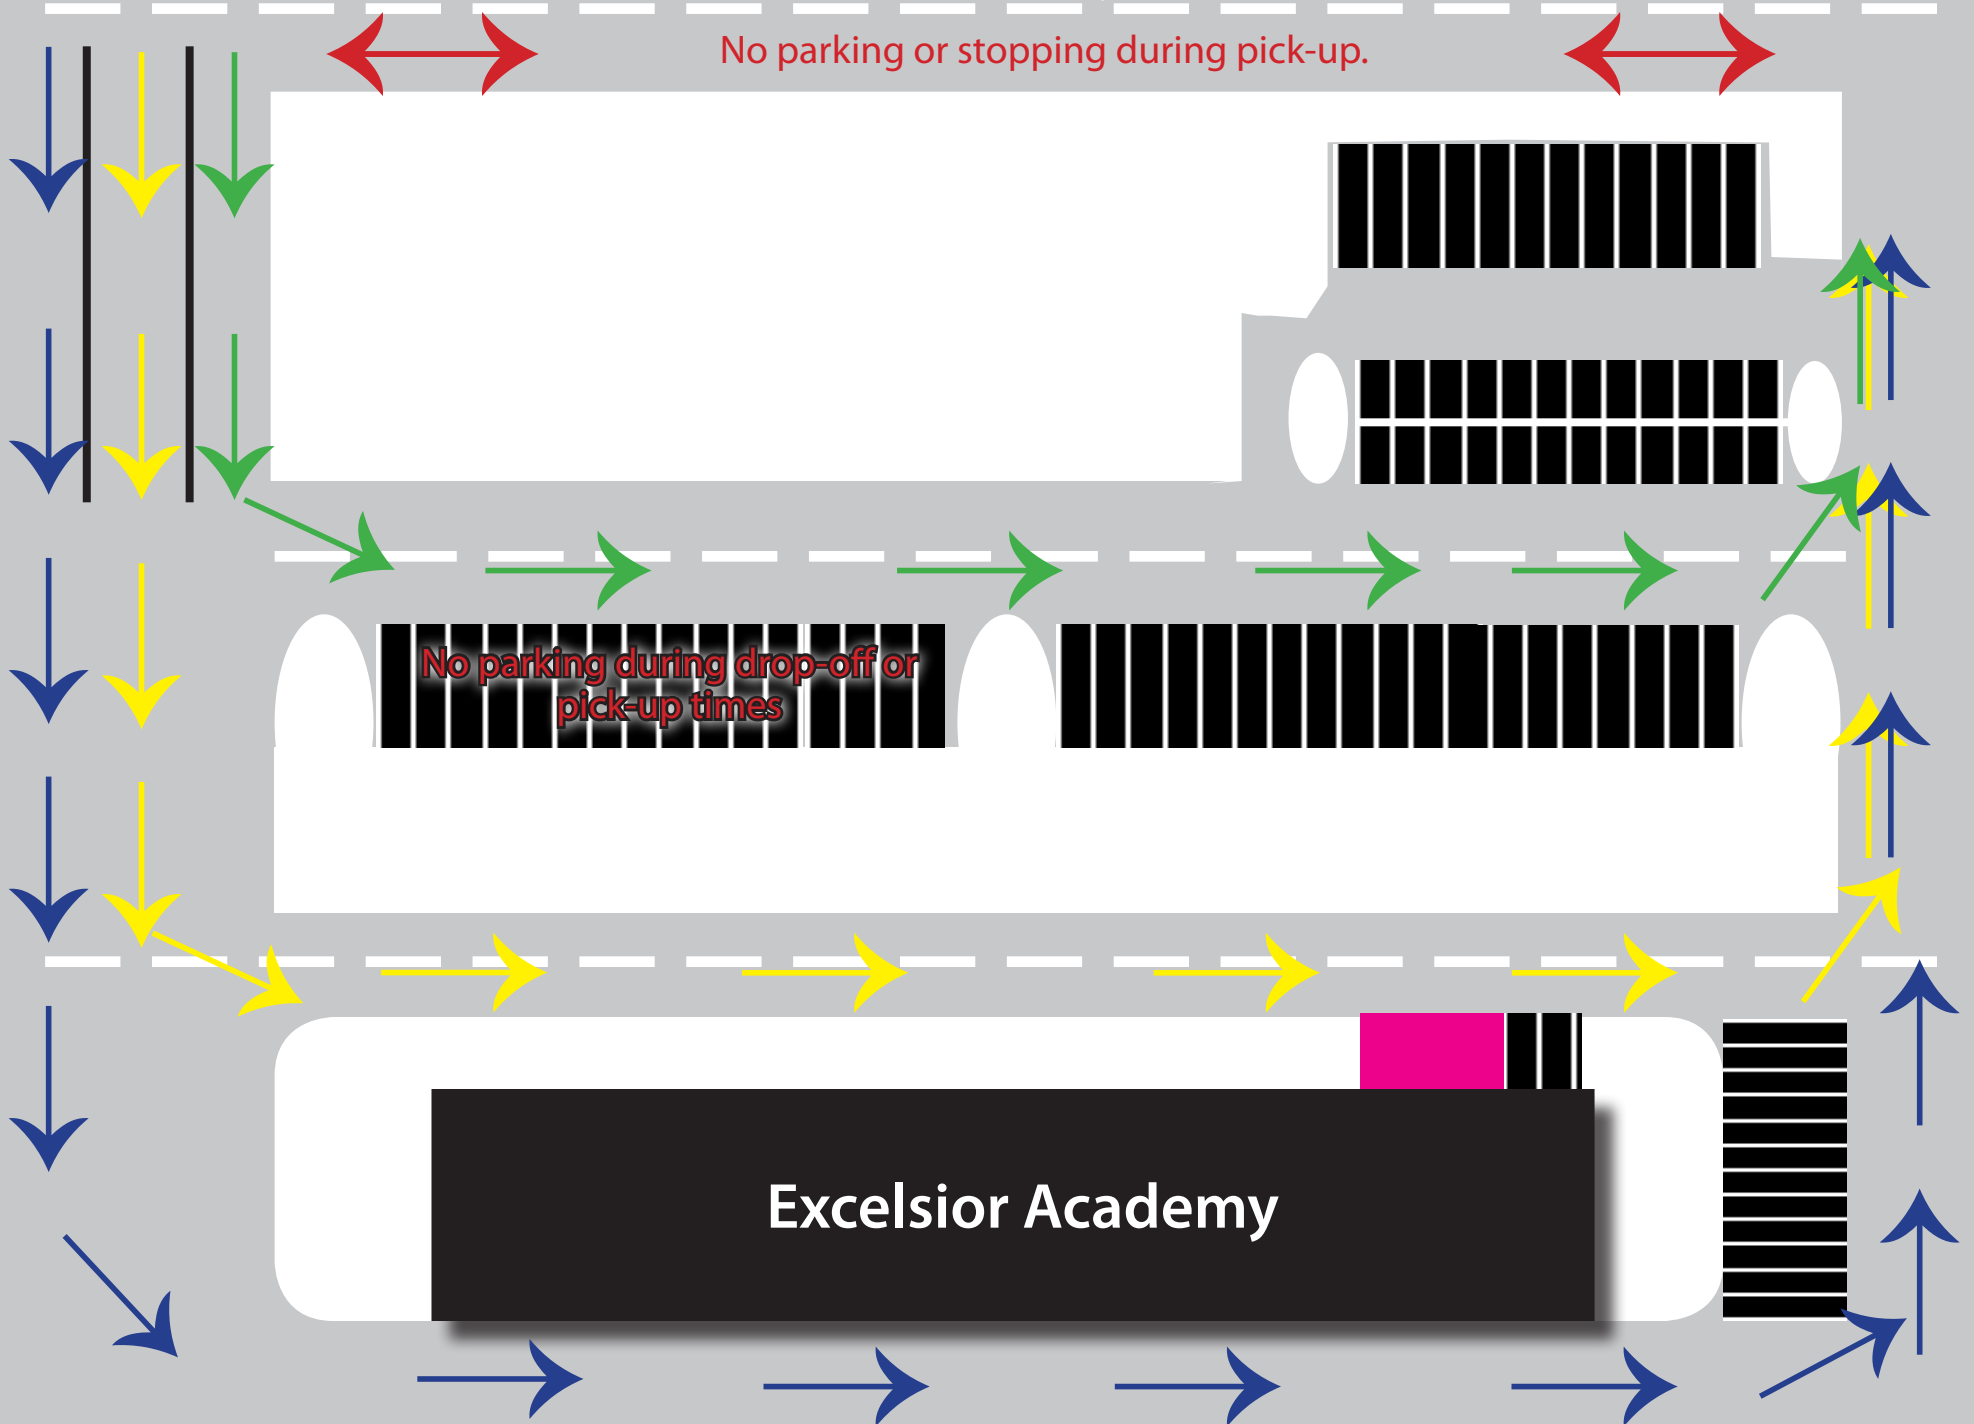 No parking or stopping during pick-up.
No parking during drop-off or
pick-up times
Excelsior Academy